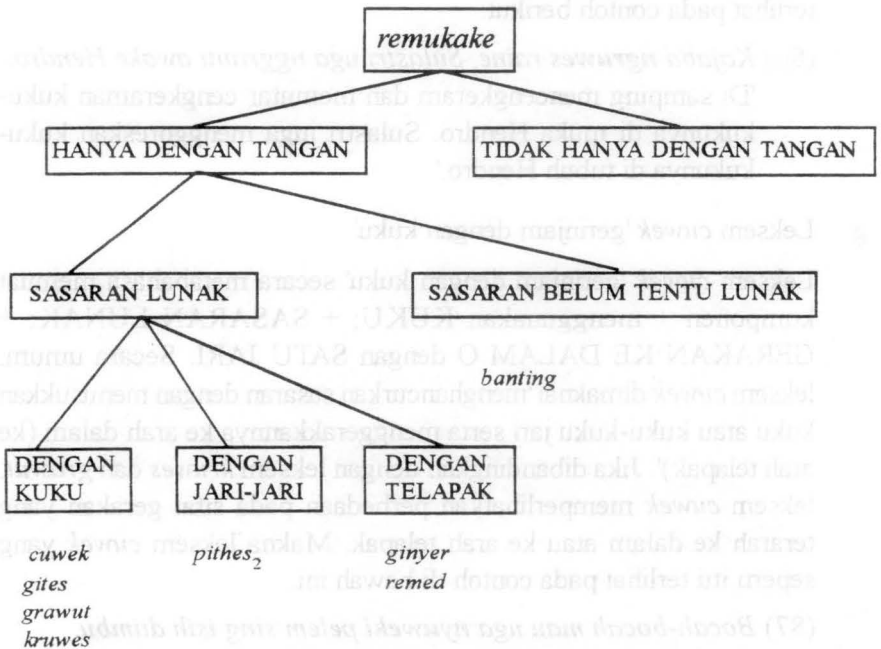 remukake
HANYA DENGAN TANGAN
TIDAK HANYA DENGAN TANGAN
SASARAN LUNAK
SASARAN BELUM TENTU LUNAK
banting
DENGAN
KUKU
DENGAN
JARI-JARI
DENGAN
TELAPAK
cuwek
gites
grawut
kruwes
pithes₂
ginyer
remed